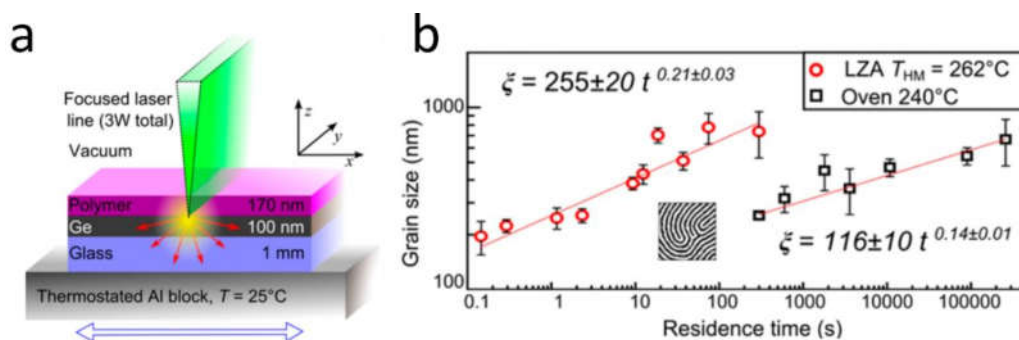 a
Focused laser
line (3W total)
Vacuum
z
y
x
Polymer 170 nm
Ge 100 nm
Glass 1 mm
Thermostated Al block, T = 25°C
b
ξ = 255±20 t 0.21±0.03
LZA THM = 262°C
Oven 240°C
1000
Grain size (nm)
ξ = 116±10 t 0.14±0.01
100
0.1 1 10 100 1000 10000 100000
Residence time (s)